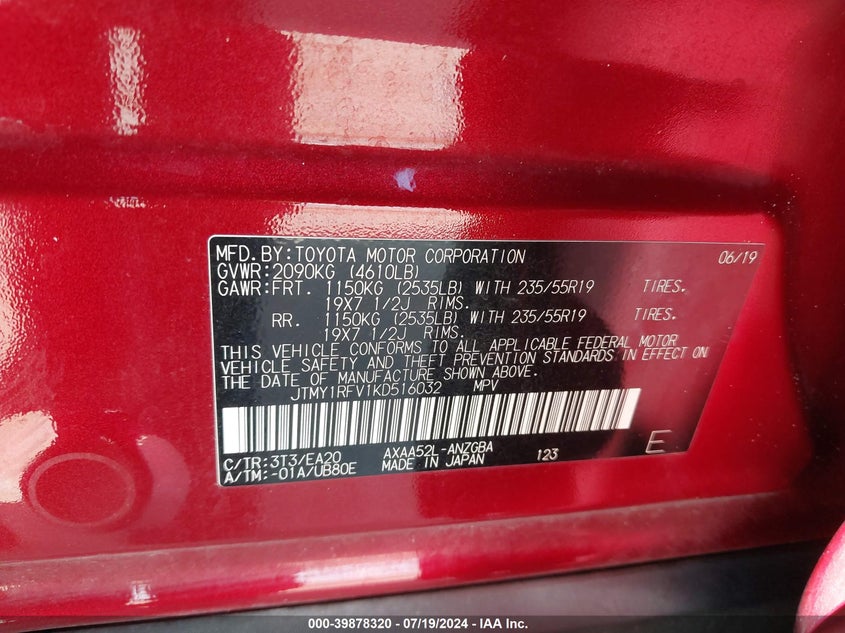 MFD.BY:TOYOTA MOTOR CORPORATION 06/19
GVWR:2090KG (4610LB)
GAWR:FRT. 1150KG (2535LB) WITH 235/55R19 TIRES.
19X7 1/2J RIMS.
RR. 1150KG (2535LB) WITH 235/55R19 TIRES.
19X7 1/2J RIMS.
THIS VEHICLE CONFORMS TO ALL APPLICABLE FEDERAL MOTOR
VEHICLE SAFETY AND THEFT PREVENTION STANDARDS IN EFFECT ON
THE DATE OF MANUFACTURE SHOWN ABOVE.
JTMY1RFV1KD516032 MPV
C/TR:3T3/EA20 AXAA52L-ANZGBA 123 E
A/TM:-01A/UB80E MADE IN JAPAN
000-39878320 / 07/19/2024 - IAA Inc.